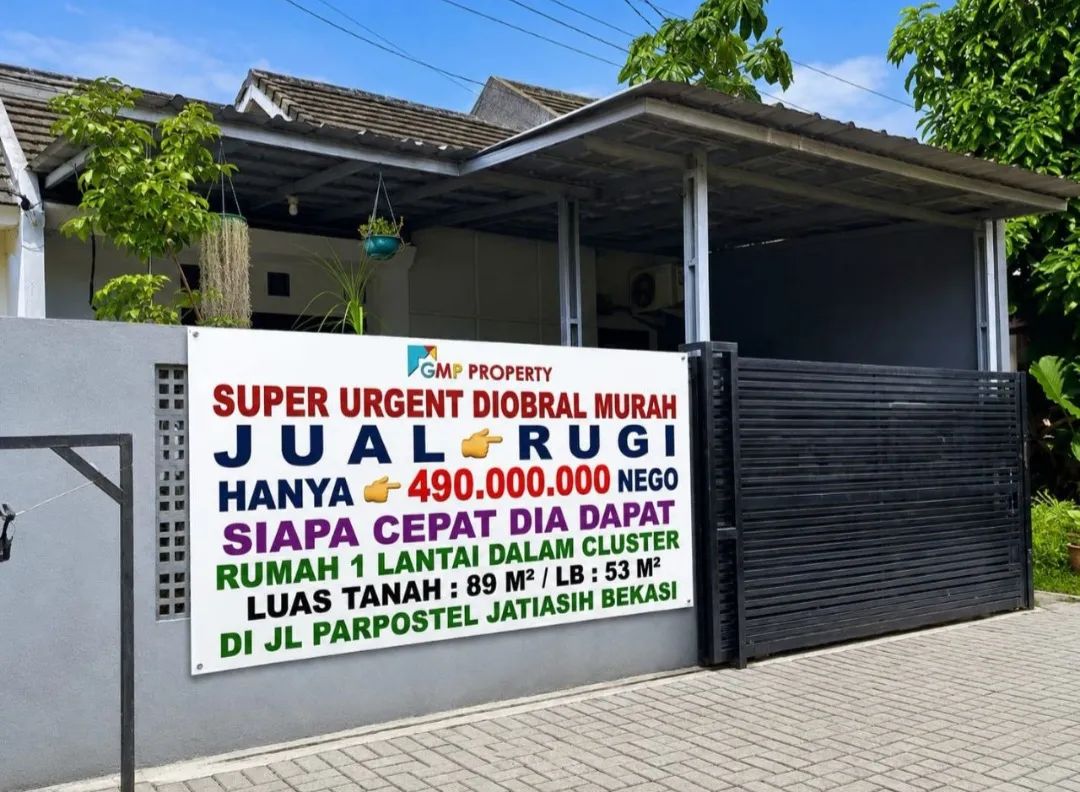 GMP PROPERTY
SUPER URGENT DIOBRAL MURAH
JUAL 👉 RUGI
HANYA 👉 490.000.000 NEGO
SIAPA CEPAT DIA DAPAT
RUMAH 1 LANTAI DALAM CLUSTER
LUAS TANAH : 89 M² / LB : 53 M²
DI JL PARPOSTEL JATIASIH BEKASI